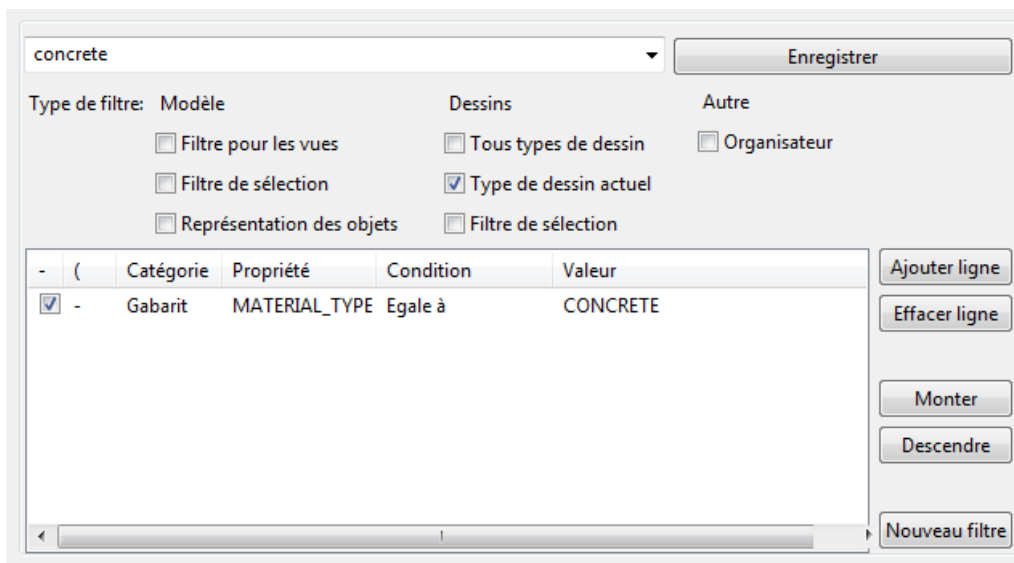 concrete
Enregistrer
Type de filtre: Modèle Dessins Autre
Filtre pour les vues Tous types de dessin Organisateur
Filtre de sélection Type de dessin actuel
Représentation des objets Filtre de sélection
- ( Catégorie Propriété Condition Valeur
- Gabarit MATERIAL_TYPE Egale à CONCRETE
Ajouter ligne
Effacer ligne
Monter
Descendre
Nouveau filtre